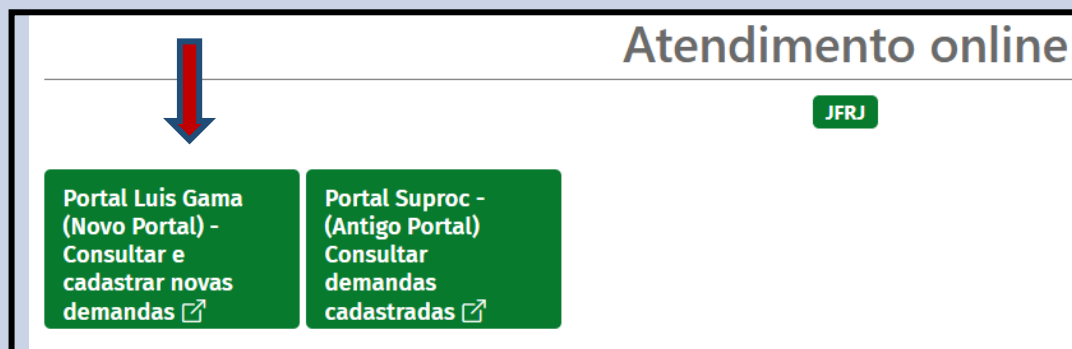 Atendimento online
JFRJ
Portal Luis Gama
(Novo Portal) -
Consultar e
cadastrar novas
demandas
Portal Suproc -
(Antigo Portal)
Consultar
demandas
cadastradas